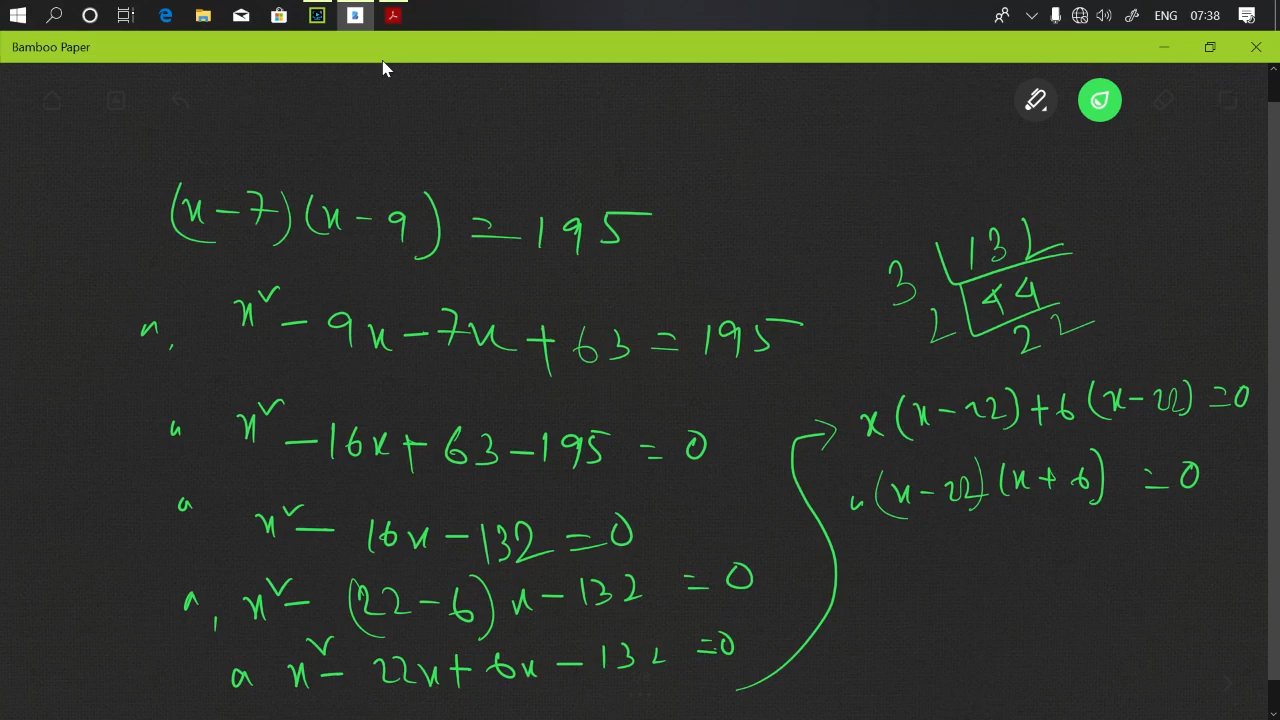 ENG 07:38
Bamboo Paper
(x-7)(x-9) = 195
x² - 9x - 7x + 63 = 195
x² - 16x + 63 - 195 = 0
x² - 16x - 132 = 0
x² - (22-6)x - 132 = 0
x² - 22x + 6x - 132 = 0
3 132
2 44
22
x(x-22)+6(x-22) = 0
(x-22)(x+6) = 0